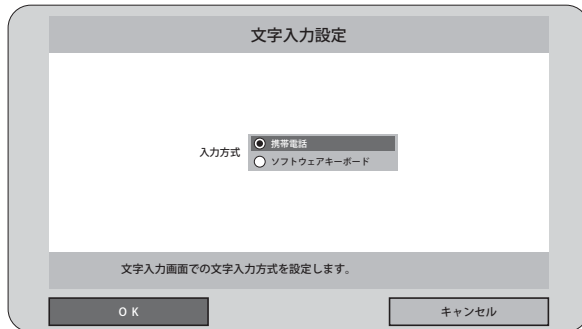 文字入力設定
入力方式
携帯電話
ソフトウェアキーボード
文字入力画面での文字入力方式を設定します。
OK
キャンセル